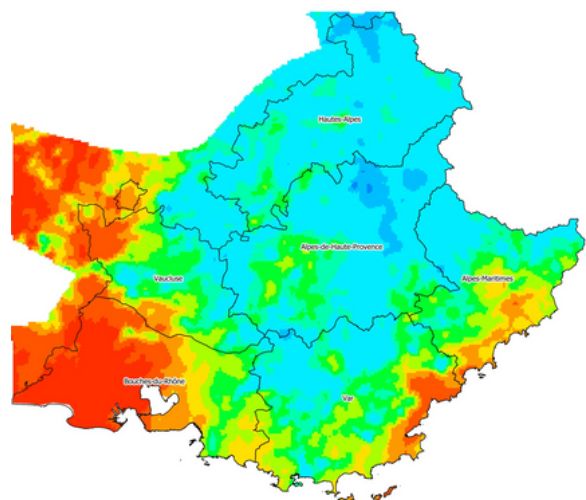 Hautes-Alpes
Alpes-de-Haute-Provence
Vaucluse
Alpes-Maritimes
Bouches-du-Rhône
Var